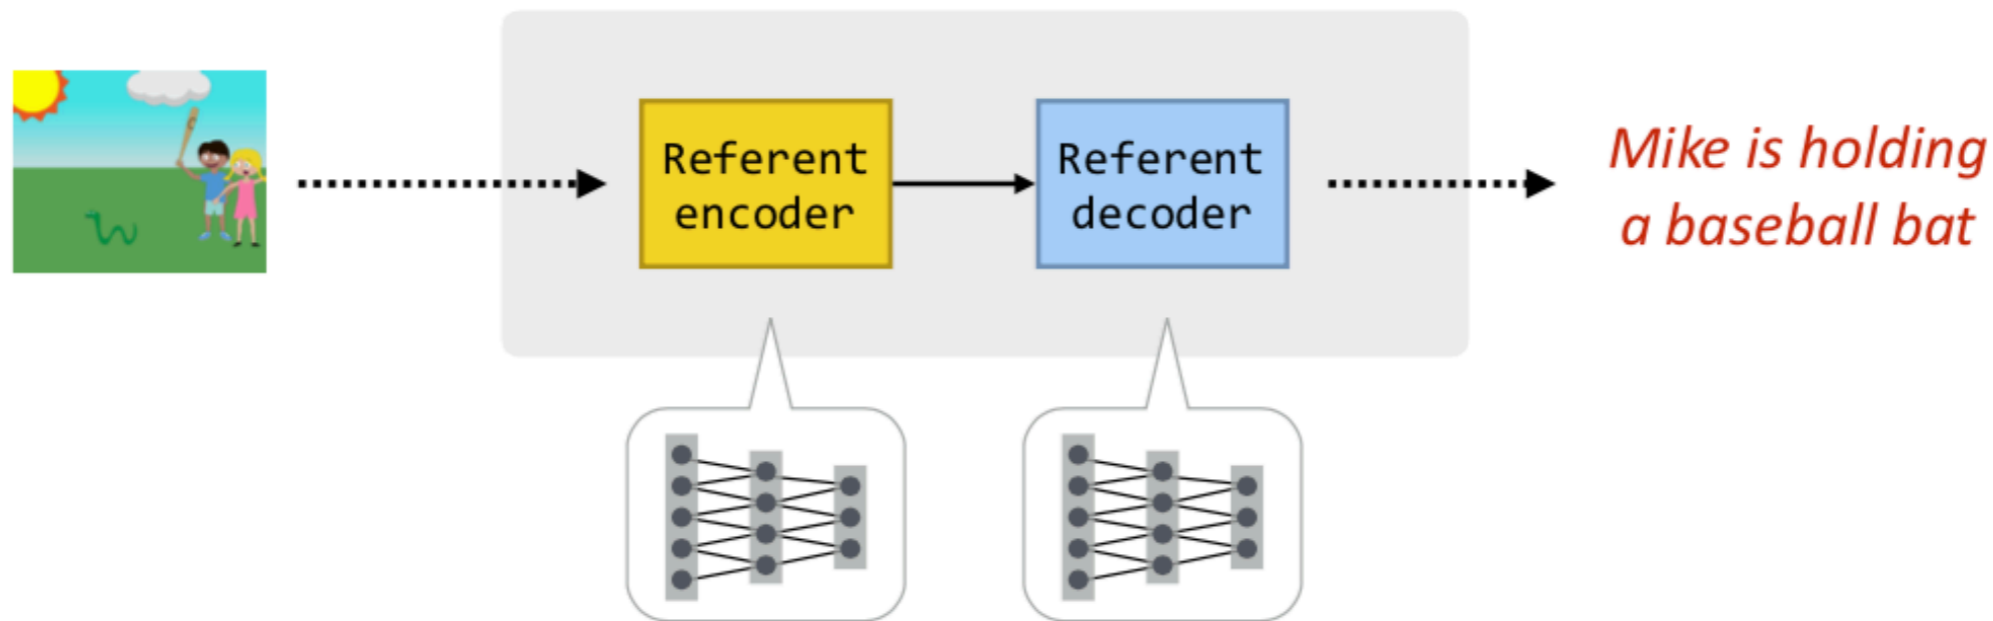 Referent
encoder
Referent
decoder
Mike is holding
a baseball bat